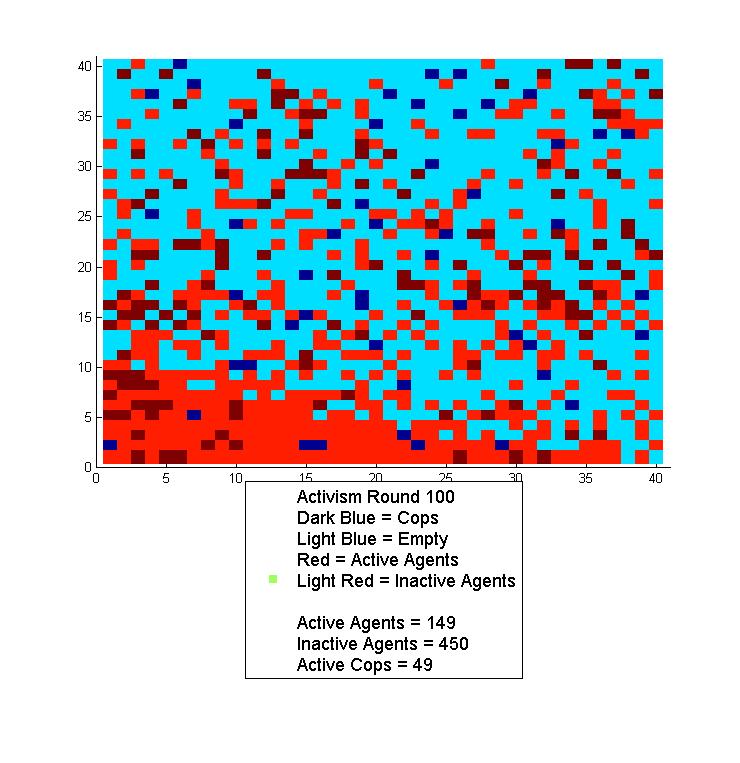 40
35
30
25
20
15
10
5
0
0 5 10 15 20 25 30 35 40
Activism Round 100
Dark Blue = Cops
Light Blue = Empty
Red = Active Agents
Light Red = Inactive Agents
Active Agents = 149
Inactive Agents = 450
Active Cops = 49